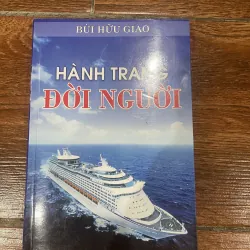 BÙI HỮU GIAO
HÀNH TRANG
ĐỜI NGƯỜI